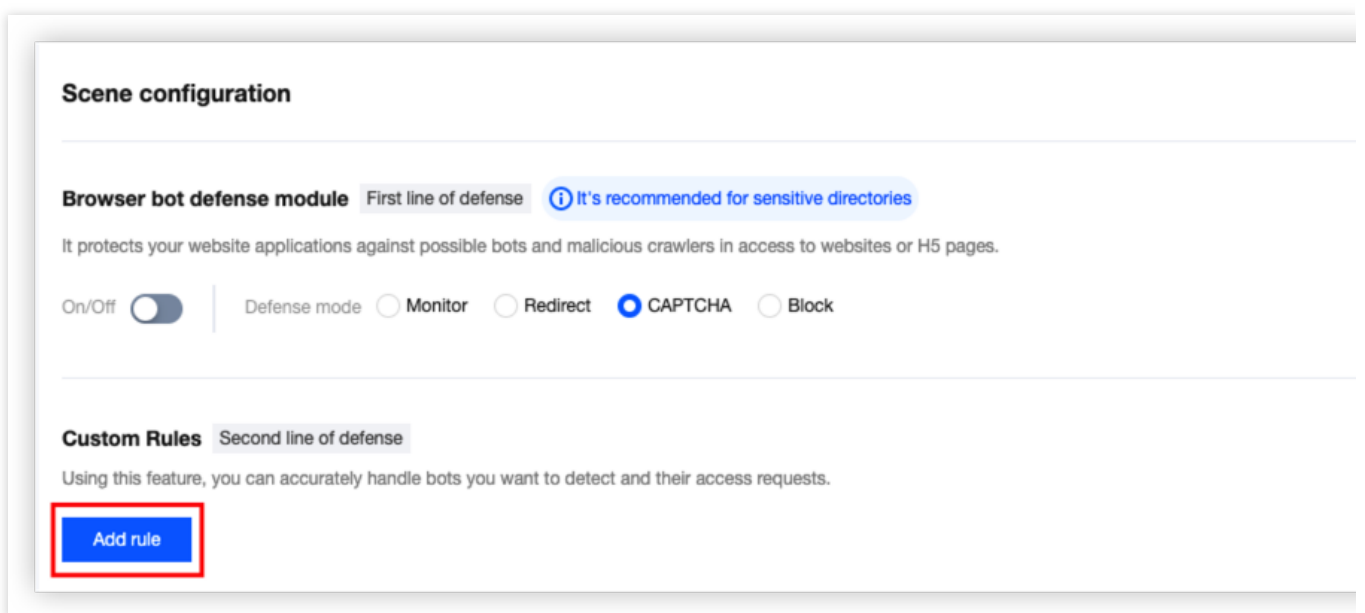 Scene configuration
Browser bot defense module First line of defense It's recommended for sensitive directories
It protects your website applications against possible bots and malicious crawlers in access to websites or H5 pages.
On/Off Defense mode Monitor Redirect CAPTCHA Block
Custom Rules Second line of defense
Using this feature, you can accurately handle bots you want to detect and their access requests.
Add rule